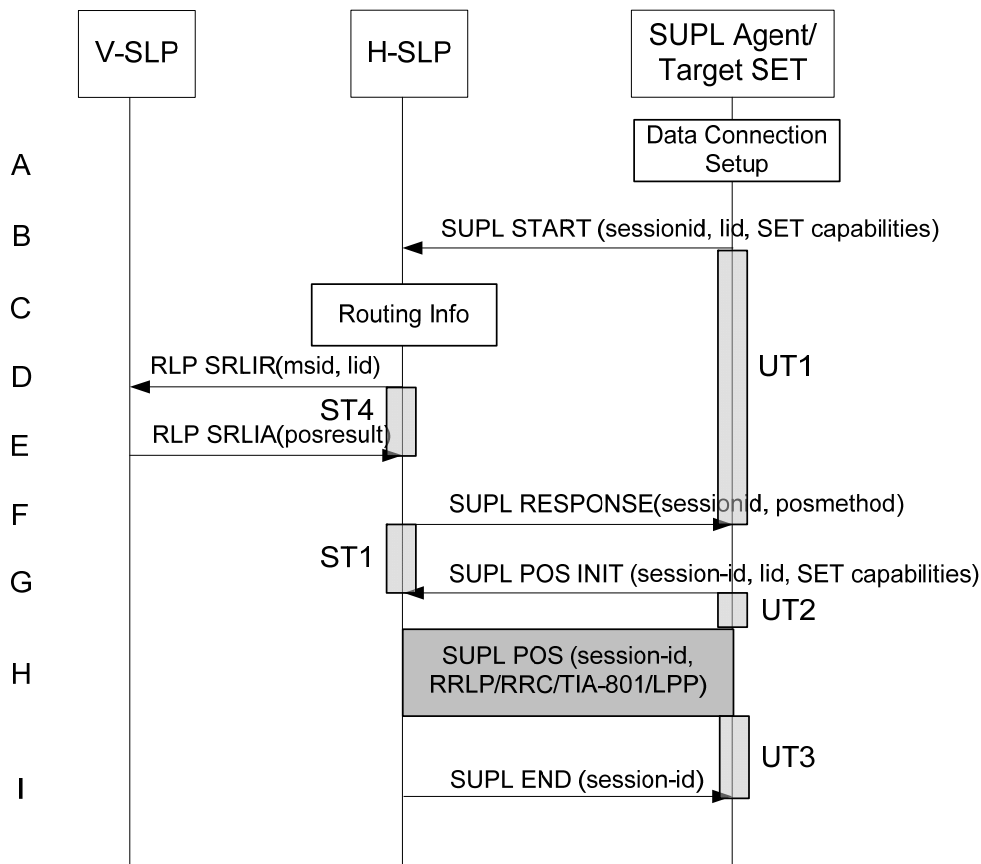 V-SLP
H-SLP
SUPL Agent/
Target SET
A
Data Connection
Setup
B
SUPL START (sessionid, lid, SET capabilities)
C
Routing Info
UT1
D
RLP SRLIR(msid, lid)
ST4
E
RLP SRLIA(posresult)
F
SUPL RESPONSE(sessionid, posmethod)
ST1
G
SUPL POS INIT (session-id, lid, SET capabilities)
UT2
H
SUPL POS (session-id,
RRLP/RRC/TIA-801/LPP)
UT3
I
SUPL END (session-id)